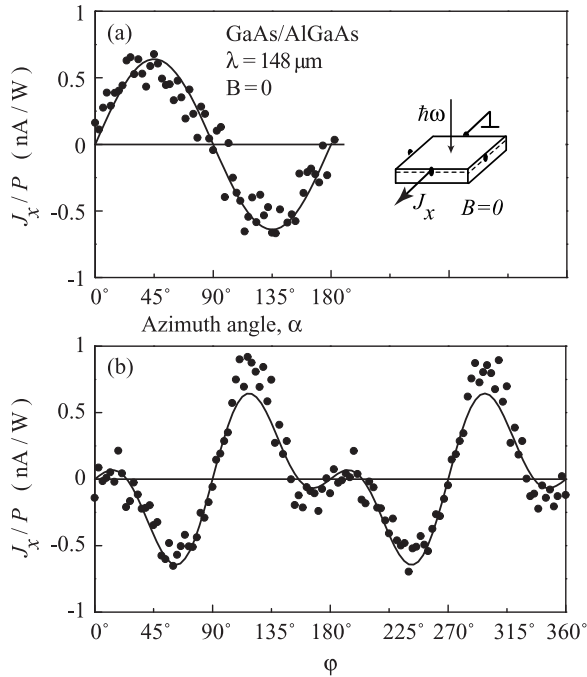 (a)
GaAs/AlGaAs
λ = 148 μm
B = 0
J_x / P ( nA / W )
1
0.5
0
-0.5
-1
ħω
J_x
B=0
0° 45° 90° 135° 180°
Azimuth angle, α
(b)
J_x / P ( nA / W )
1
0.5
0
-0.5
-1
0° 45° 90° 135° 180° 225° 270° 315° 360°
φ